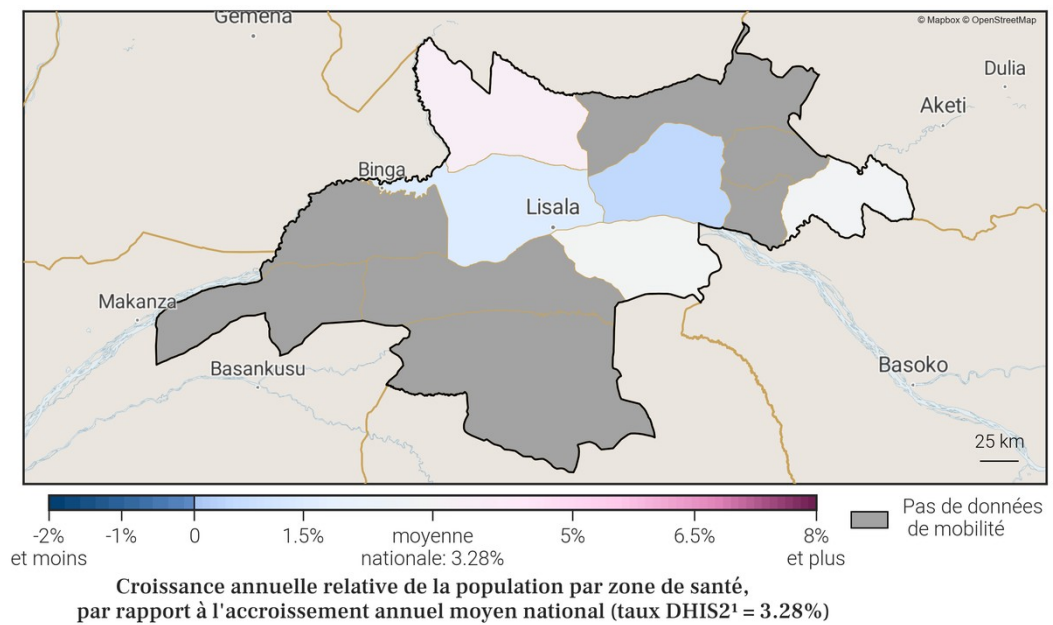 Gemena
© Mapbox © OpenStreetMap
Dulia
Aketi
Binga
Lisala
Makanza
Basankusu
Basoko
25 km
-2%
et moins
-1%
0
1.5%
moyenne
nationale: 3.28%
5%
6.5%
8%
et plus
Pas de données
de mobilité
Croissance annuelle relative de la population par zone de santé,
par rapport à l'accroissement annuel moyen national (taux DHIS2¹ = 3.28%)